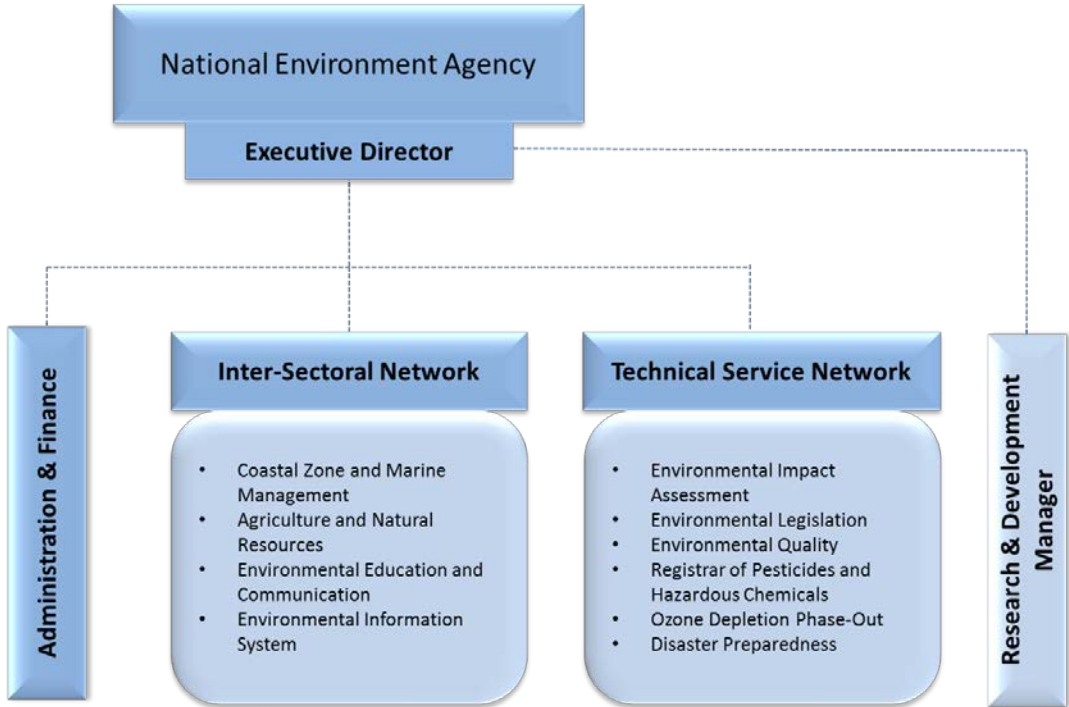 National Environment Agency
Executive Director
Administration & Finance
Inter-Sectoral Network
• Coastal Zone and Marine
Management
• Agriculture and Natural
Resources
• Environmental Education and
Communication
• Environmental Information
System
Technical Service Network
• Environmental Impact
Assessment
• Environmental Legislation
• Environmental Quality
• Registrar of Pesticides and
Hazardous Chemicals
• Ozone Depletion Phase-Out
• Disaster Preparedness
Research & Development
Manager